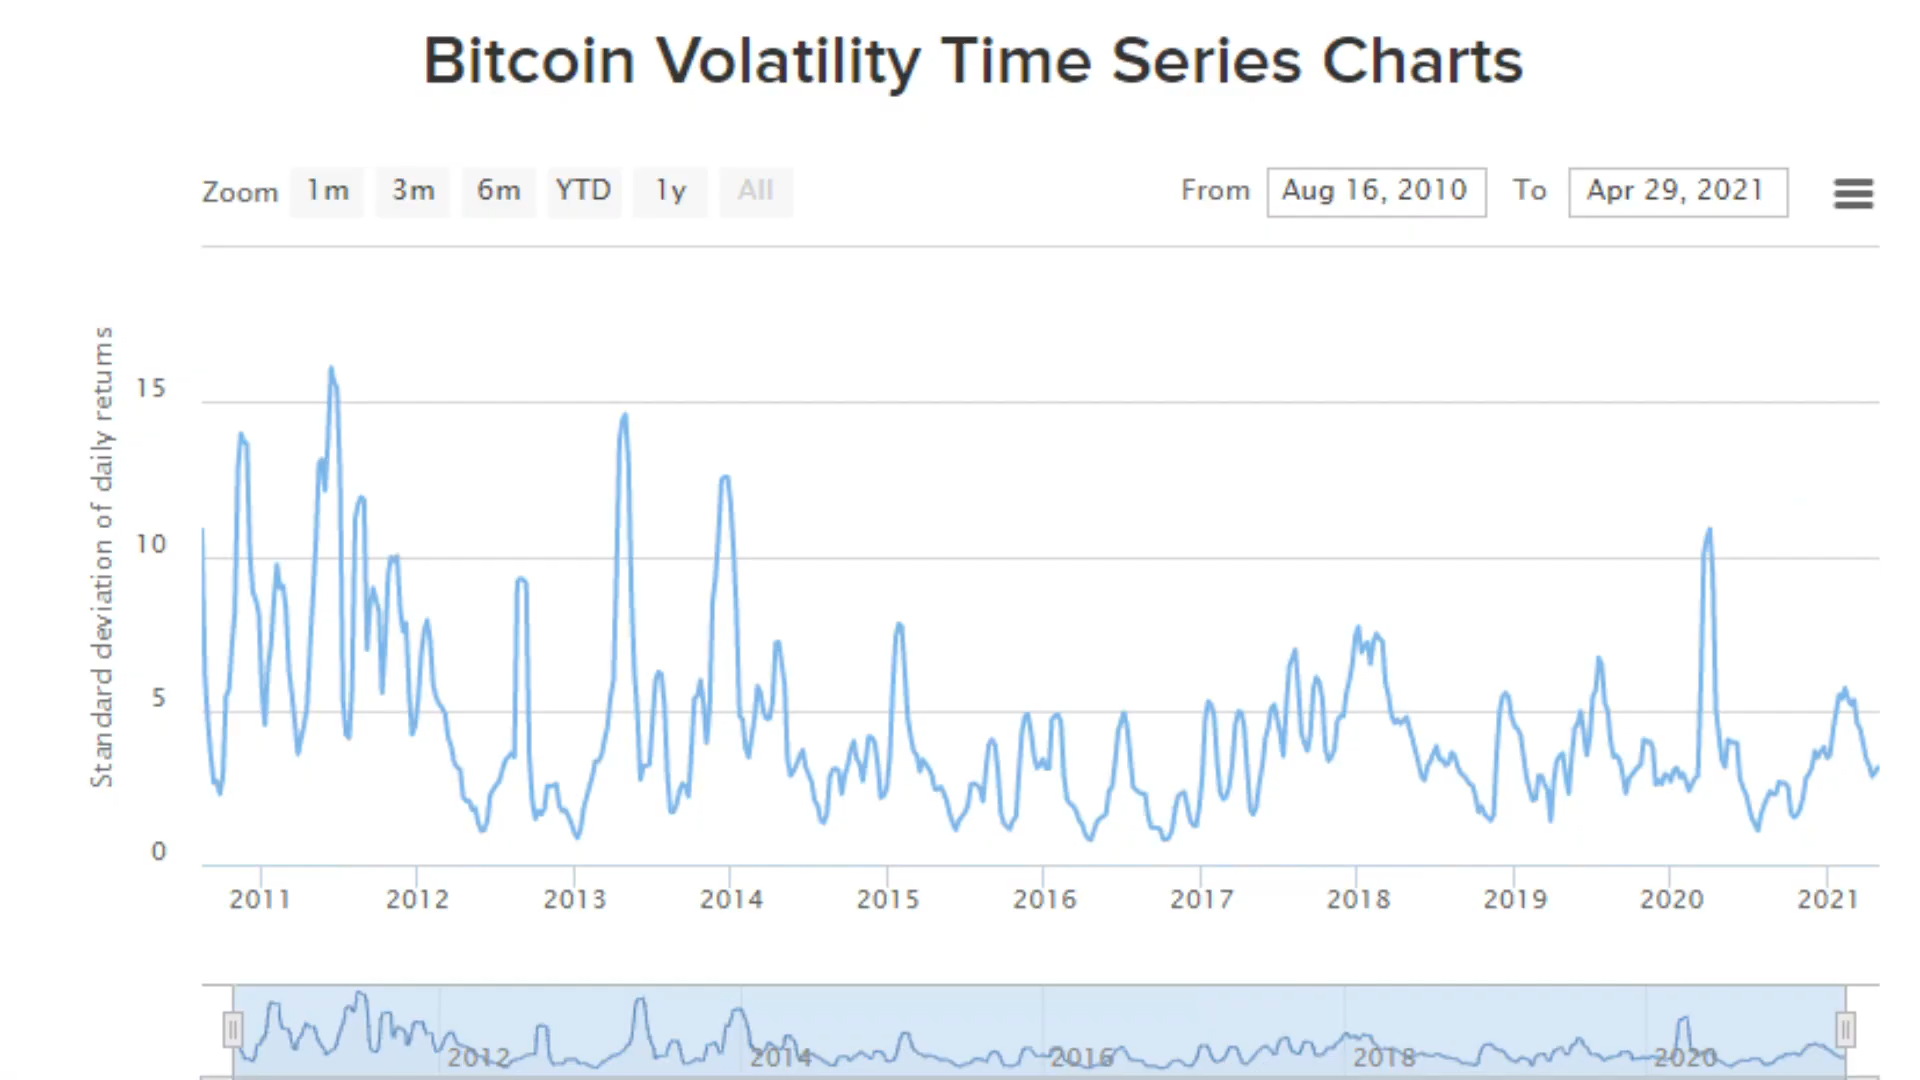 Bitcoin Volatility Time Series Charts
Zoom 1m 3m 6m YTD 1y All From Aug 16, 2010 To Apr 29, 2021
Standard deviation of daily returns
15
10
5
0
2011 2012 2013 2014 2015 2016 2017 2018 2019 2020 2021
2012 2014 2016 2018 2020